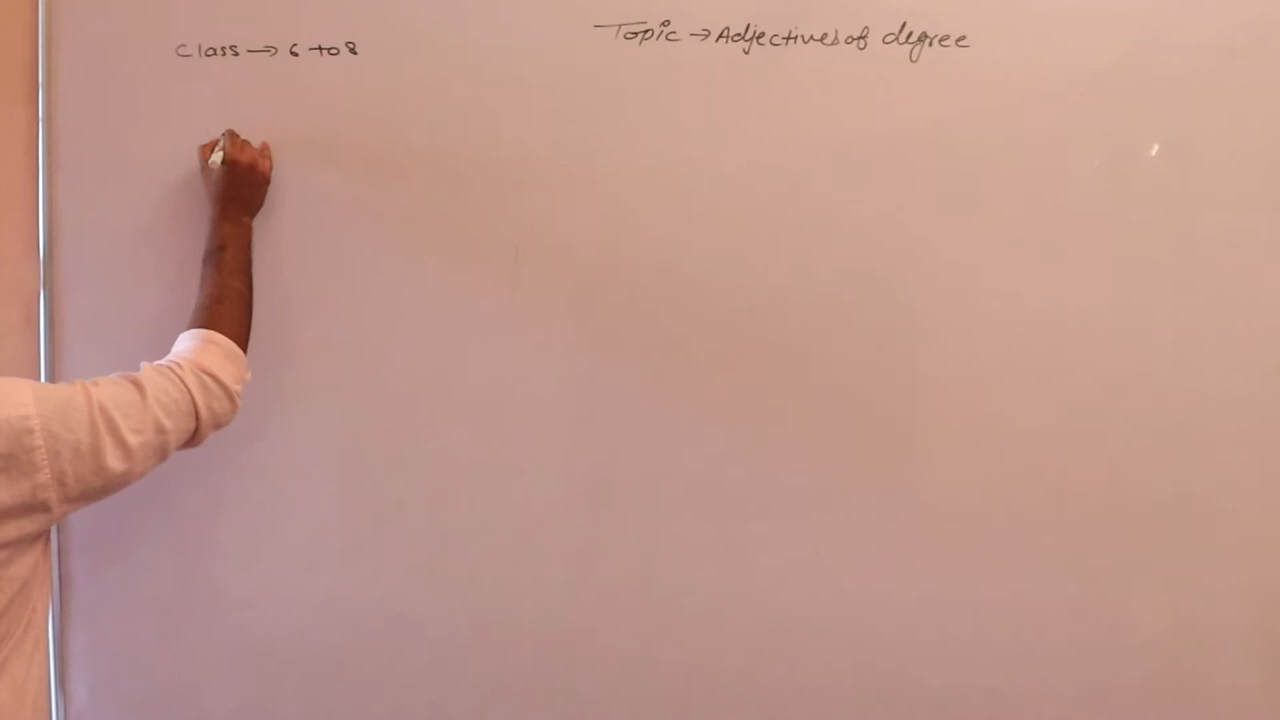 Class → 6 to 8
Topic → Adjectives of degree